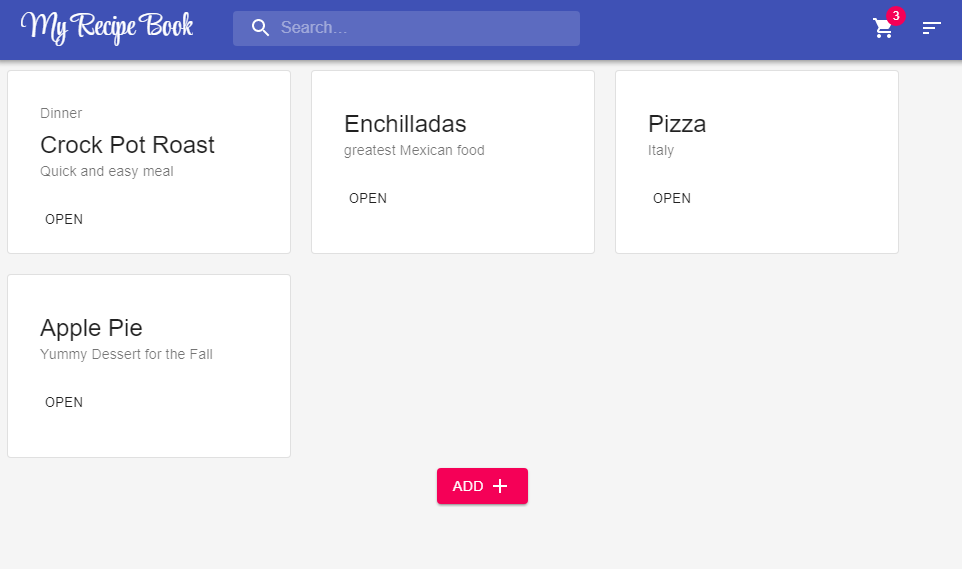 My Recipe Book
Search...
3
Dinner
Crock Pot Roast
Quick and easy meal
OPEN
Enchilladas
greatest Mexican food
OPEN
Pizza
Italy
OPEN
Apple Pie
Yummy Dessert for the Fall
OPEN
ADD